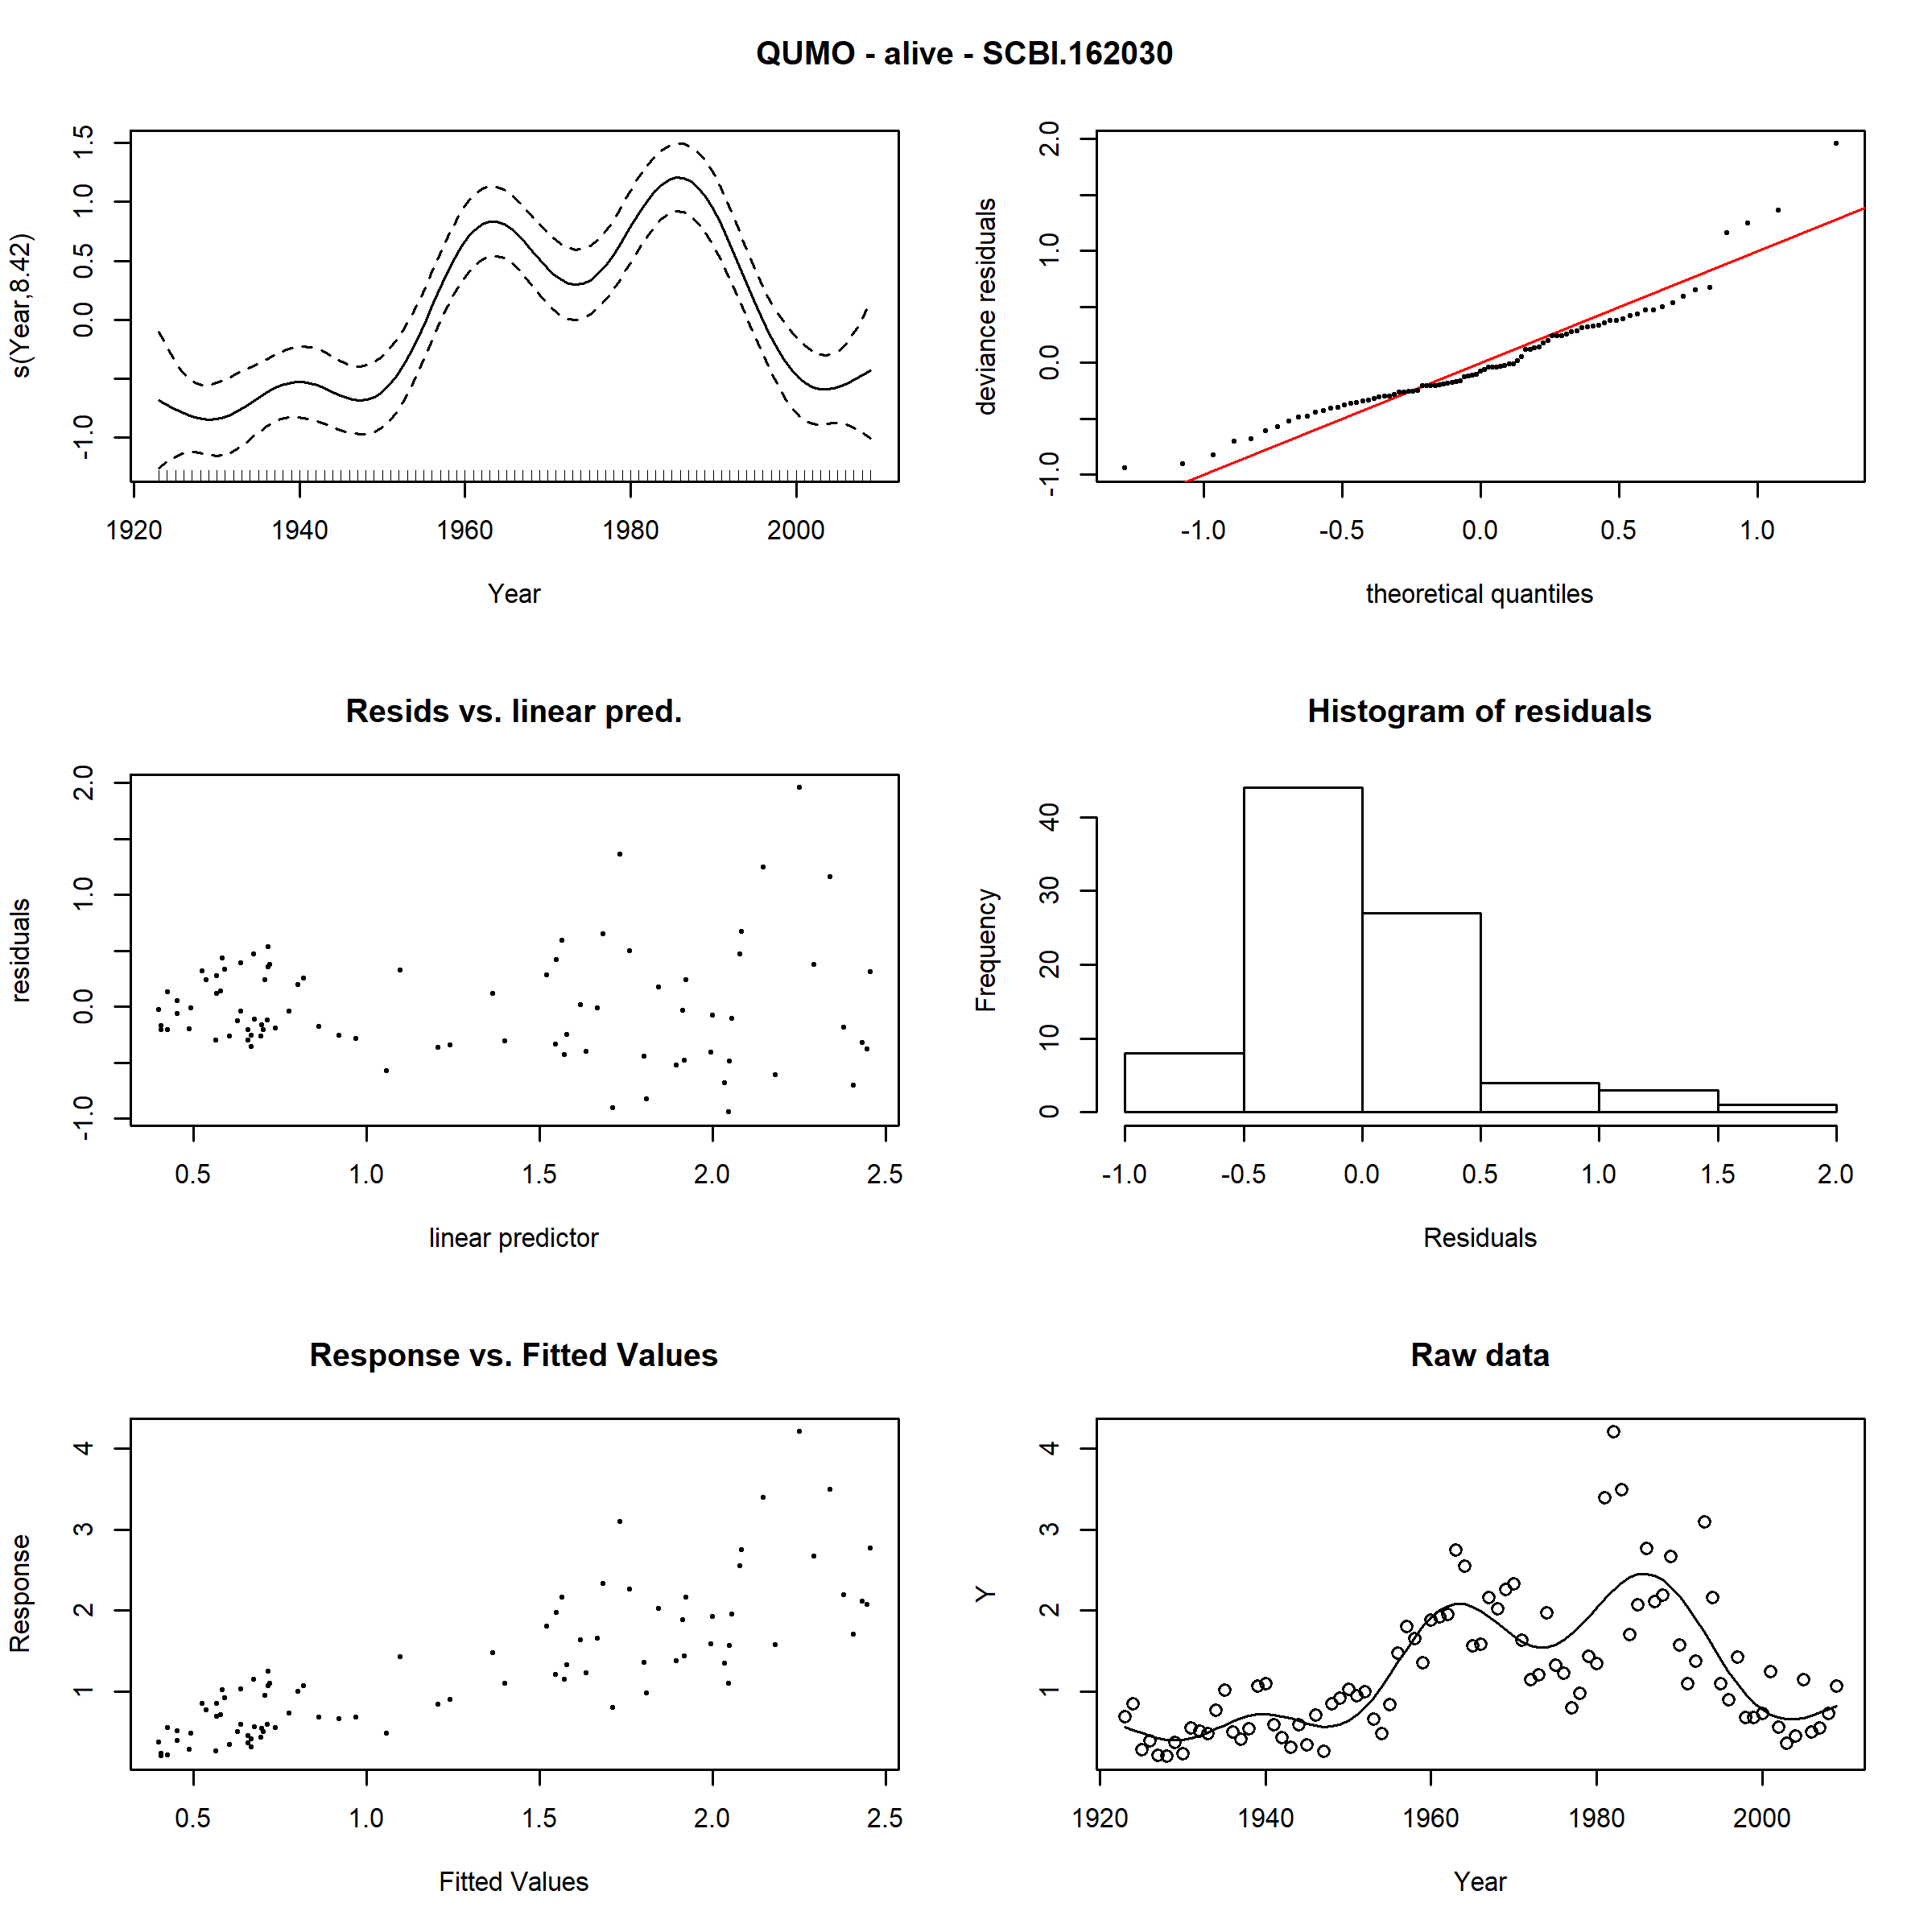 QUMO - alive - SCBI.162030
s(Year,8.42)
-1.0 0.0 0.5 1.0 1.5
1920 1940 1960 1980 2000
Year
deviance residuals
-1.0 0.0 1.0 2.0
-1.0 -0.5 0.0 0.5 1.0
theoretical quantiles
Resids vs. linear pred.
residuals
-1.0 0.0 1.0 2.0
0.5 1.0 1.5 2.0 2.5
linear predictor
Histogram of residuals
Frequency
0 10 20 30 40
-1.0 -0.5 0.0 0.5 1.0 1.5 2.0
Residuals
Response vs. Fitted Values
Response
1 2 3 4
0.5 1.0 1.5 2.0 2.5
Fitted Values
Raw data
Y
1 2 3 4
1920 1940 1960 1980 2000
Year